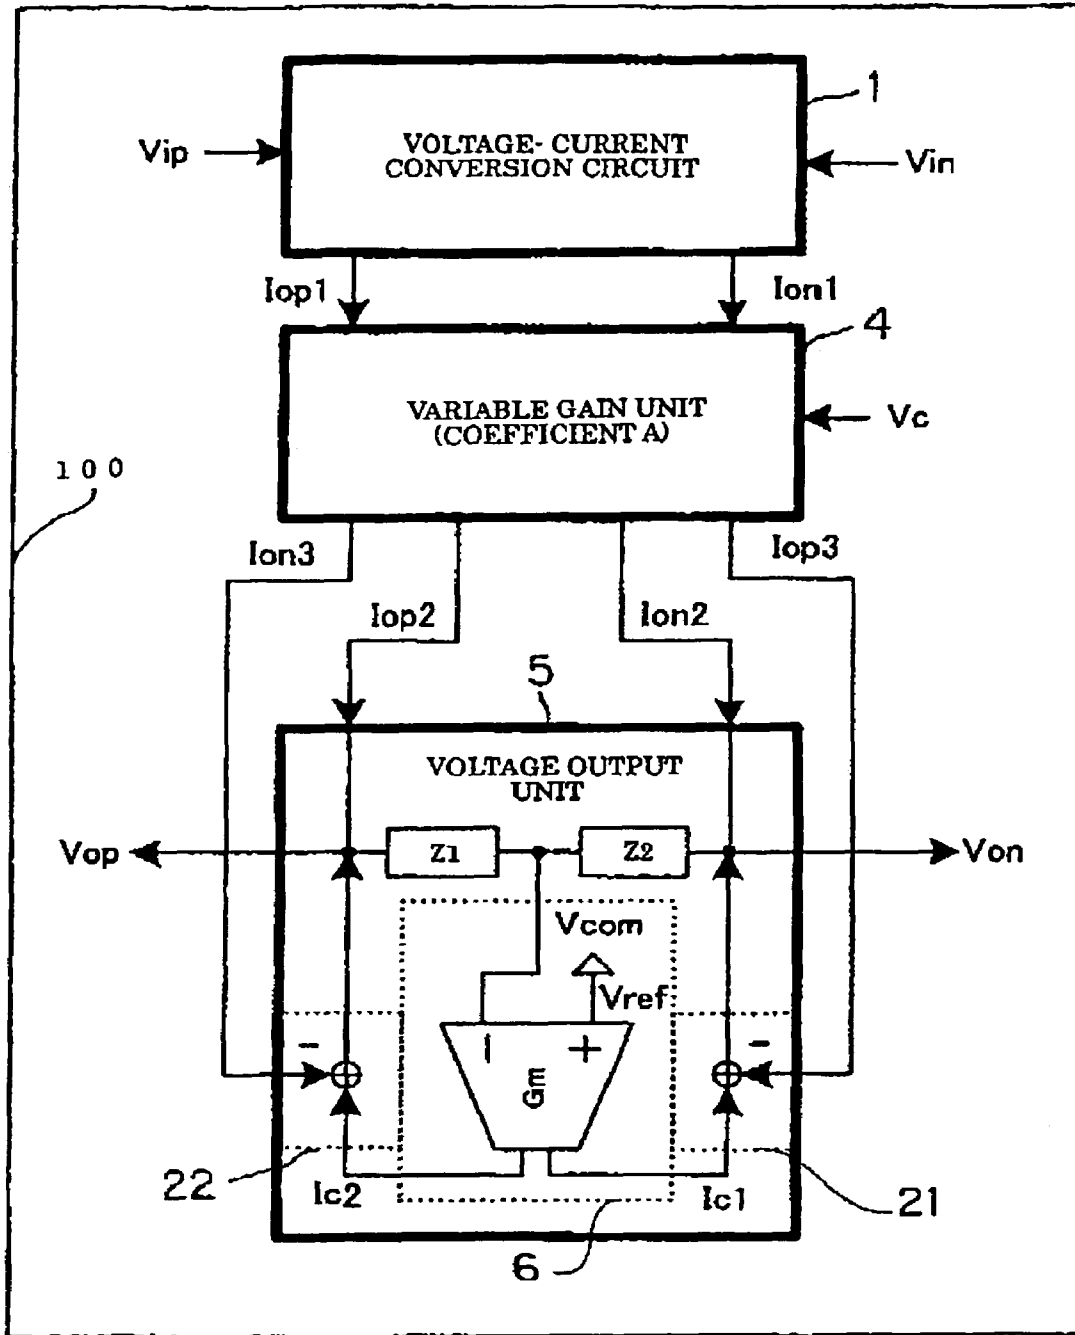 1
VOLTAGE- CURRENT
CONVERSION CIRCUIT
Vip
Vin
Iop1
Ion1
4
VARIABLE GAIN UNIT
(COEFFICIENT A)
Vc
100
Ion3
Iop3
Iop2
Ion2
5
VOLTAGE OUTPUT
UNIT
Vop
Z1
Z2
Von
Vcom
Vref
- +
Gm
-
-
22
Ic2
Ic1
21
6